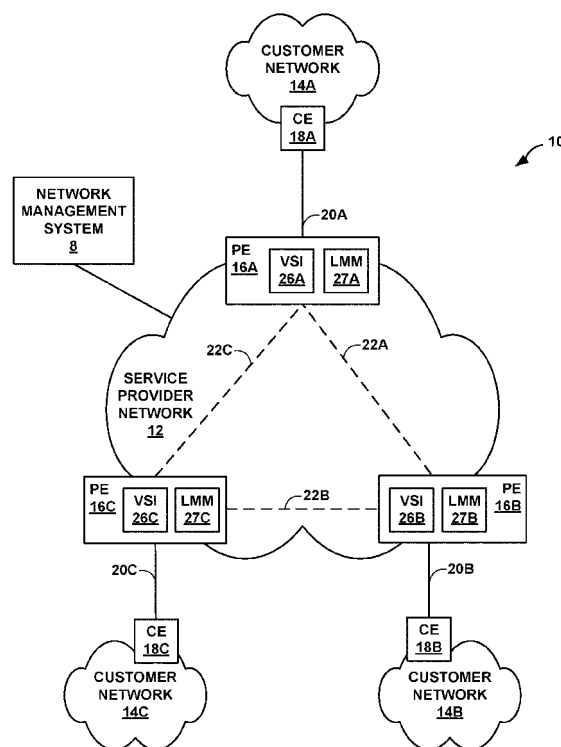 CUSTOMER
NETWORK
14A
CE
18A
10
20A
NETWORK
MANAGEMENT
SYSTEM
8
PE
16A
VSI
26A
LMM
27A
22C
22A
SERVICE
PROVIDER
NETWORK
12
PE
16C
VSI
26C
LMM
27C
22B
VSI
26B
LMM
27B
PE
16B
20C
20B
CE
18C
CUSTOMER
NETWORK
14C
CE
18B
CUSTOMER
NETWORK
14B